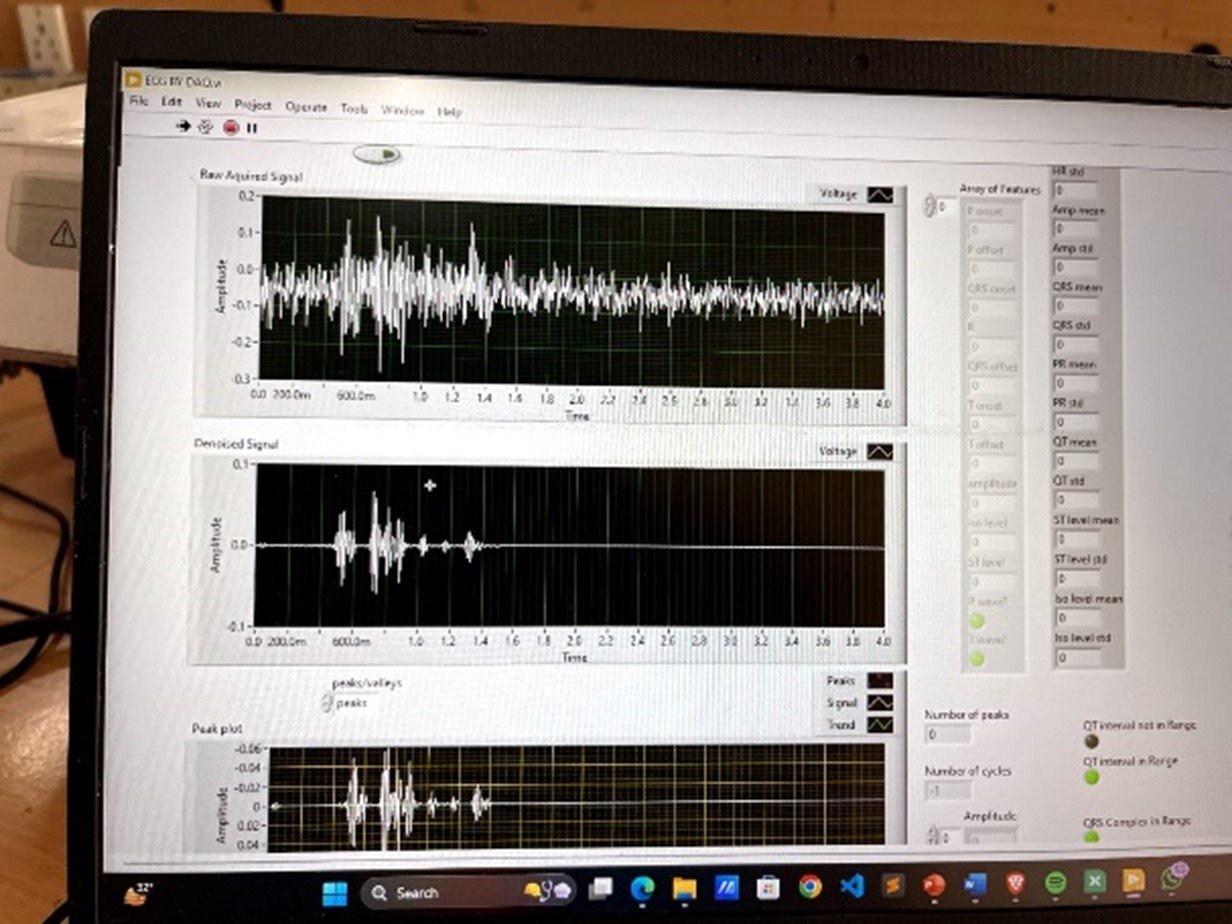 ECG BY DAQ.vi
File Edit View Project Operate Tools Window Help
Raw Aquired Signal
Voltage
0.2
0.1
0.0
-0.1
-0.2
-0.3
Amplitude
0.0 200.0m 600.0m 1.0 1.2 1.4 1.6 1.8 2.0 2.2 2.4 2.6 2.8 3.0 3.2 3.4 3.6 3.8 4.0
Time
Denoised Signal
Voltage
0.1
0.0
-0.1
Amplitude
0.0 200.0m 600.0m 1.0 1.2 1.4 1.6 1.8 2.0 2.2 2.4 2.6 2.8 3.0 3.2 3.4 3.6 3.8 4.0
Time
peaks/valleys
peaks
Peaks
Signal
Trend
Peak plot
-0.06
-0.04
-0.02
0
0.02
0.04
Amplitude
Array of Features
0
P onset
0
P offset
0
QRS onset
0
R
0
QRS offset
0
T onset
0
T offset
0
amplitude
0
iso level
0
ST level
0
P wave?
T wave?
HR std
0
Amp mean
0
Amp std
0
QRS mean
0
QRS std
0
PR mean
0
PR std
0
QT mean
0
QT std
0
ST level mean
0
ST level std
0
Iso level mean
0
Iso level std
0
Number of peaks
0
Number of cycles
-1
Amplitude
0
0
QT interval not in Range
QT interval in Range
QRS Complex in Range
32°
Search